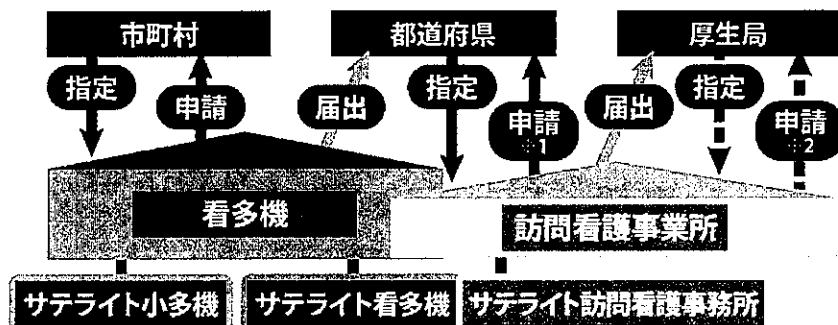 市町村
都道府県
厚生局
指定
申請
届出
指定
申請
※1
届出
指定
申請
※2
看多機
訪問看護事業所
サテライト小多機
サテライト看多機
サテライト訪問看護事務所